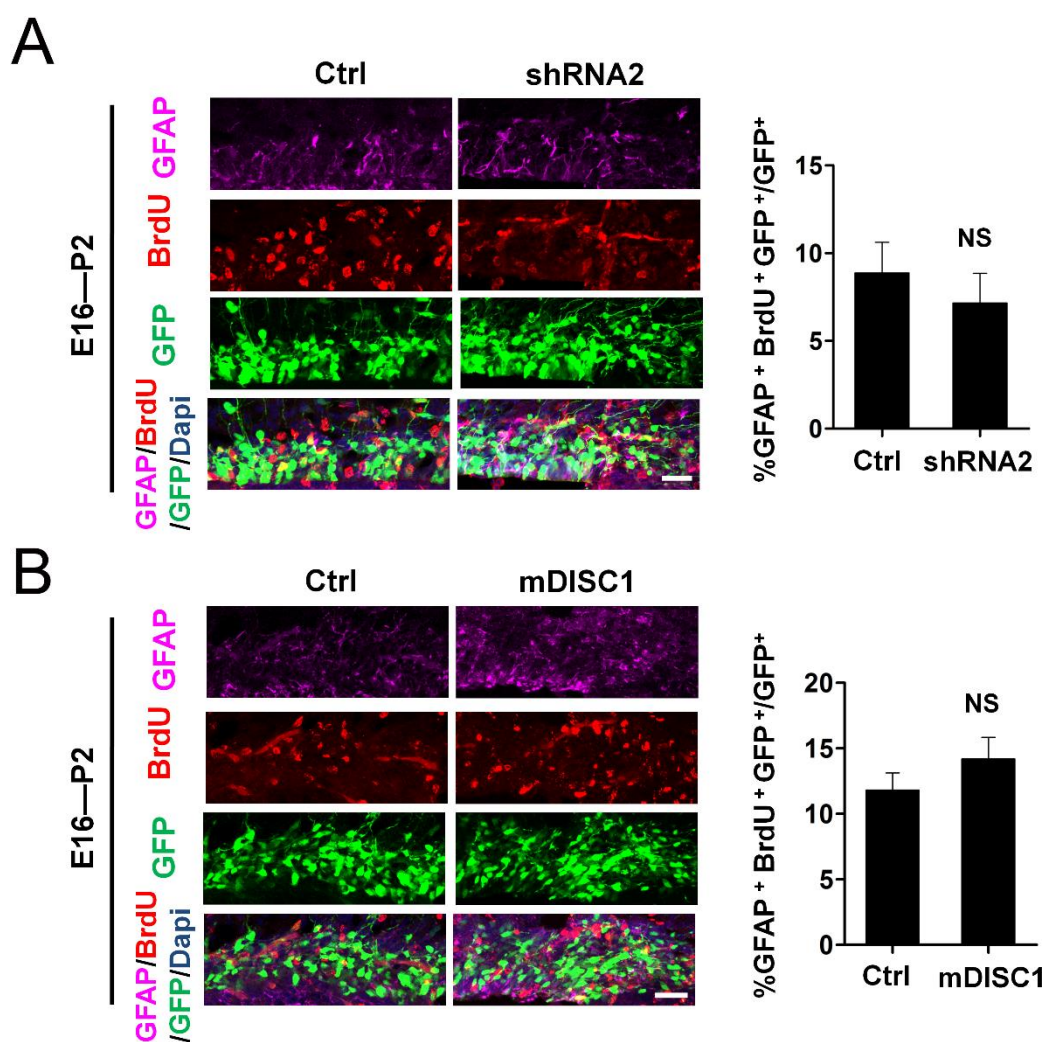 A
Ctrl
shRNA2
E16—P2
GFAP
BrdU
GFP
GFAP/BrdU
/GFP/Dapi
%GFAP + BrdU + GFP +/GFP+
15
10
5
0
NS
Ctrl
shRNA2
B
Ctrl
mDISC1
E16—P2
GFAP
BrdU
GFP
GFAP/BrdU
/GFP/Dapi
%GFAP + BrdU + GFP +/GFP+
20
15
10
5
0
NS
Ctrl
mDISC1